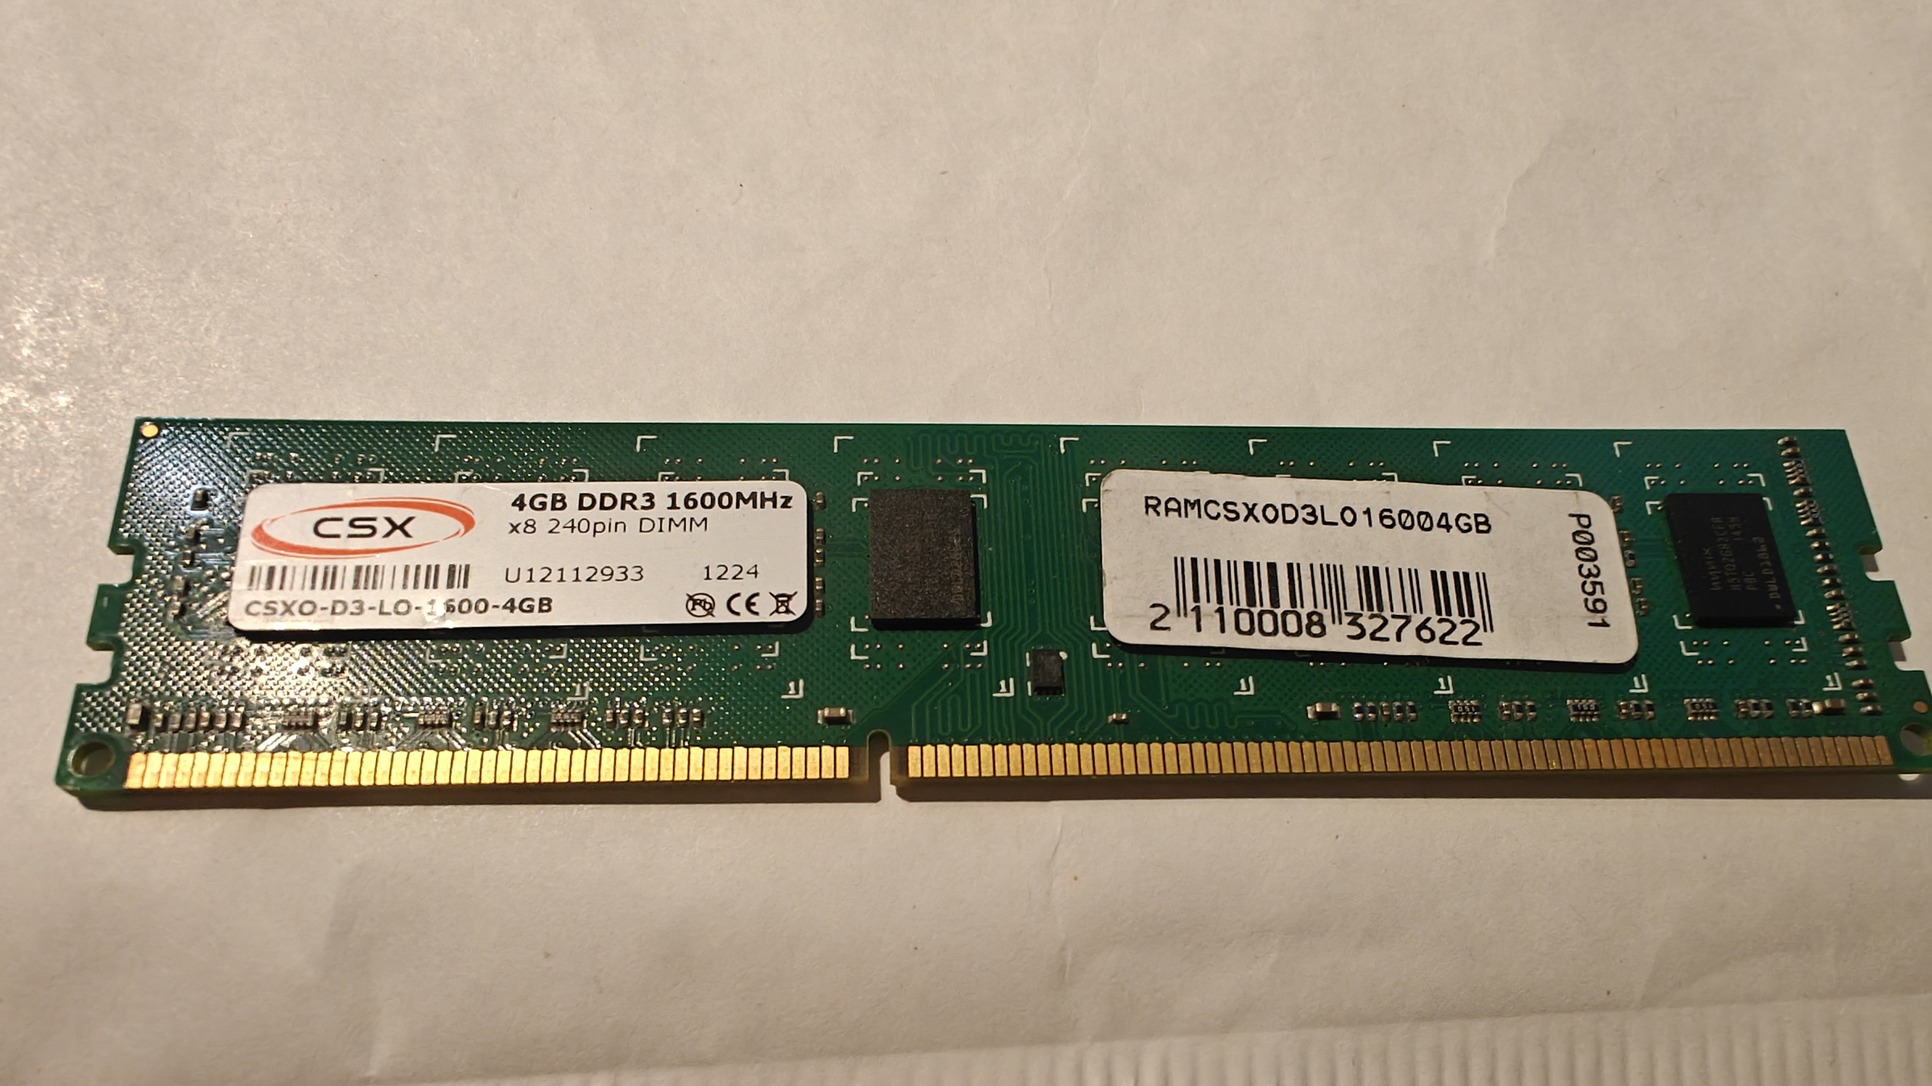 CSX
4GB DDR3 1600MHz
x8 240pin DIMM
U12112933 1224
CSXO-D3-LO-1600-4GB
Pb CE
RAMCSXOD3LO16004GB
2 110008 327622
P003591